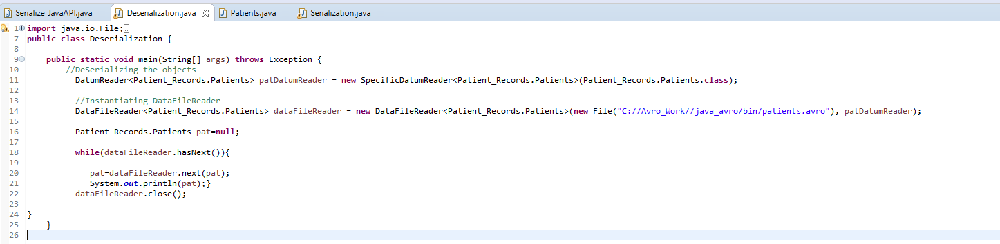 Serialize_JavaAPI.java Deserialization.java Patients.java Serialization.java
1 import java.io.File;
7 public class Deserialization {
8
9 public static void main(String[] args) throws Exception {
10 //DeSerializing the objects
11 DatumReader<Patient_Records.Patients> patDatumReader = new SpecificDatumReader<Patient_Records.Patients>(Patient_Records.Patients.class);
12
13 //Instantiating DataFileReader
14 DataFileReader<Patient_Records.Patients> dataFileReader = new DataFileReader<Patient_Records.Patients>(new File("C://Avro_Work//java_avro/bin/patients.avro"), patDatumReader);
15
16 Patient_Records.Patients pat=null;
17
18 while(dataFileReader.hasNext()){
19
20 pat=dataFileReader.next(pat);
21 System.out.println(pat);}
22 dataFileReader.close();
23
24 }
25 }
26